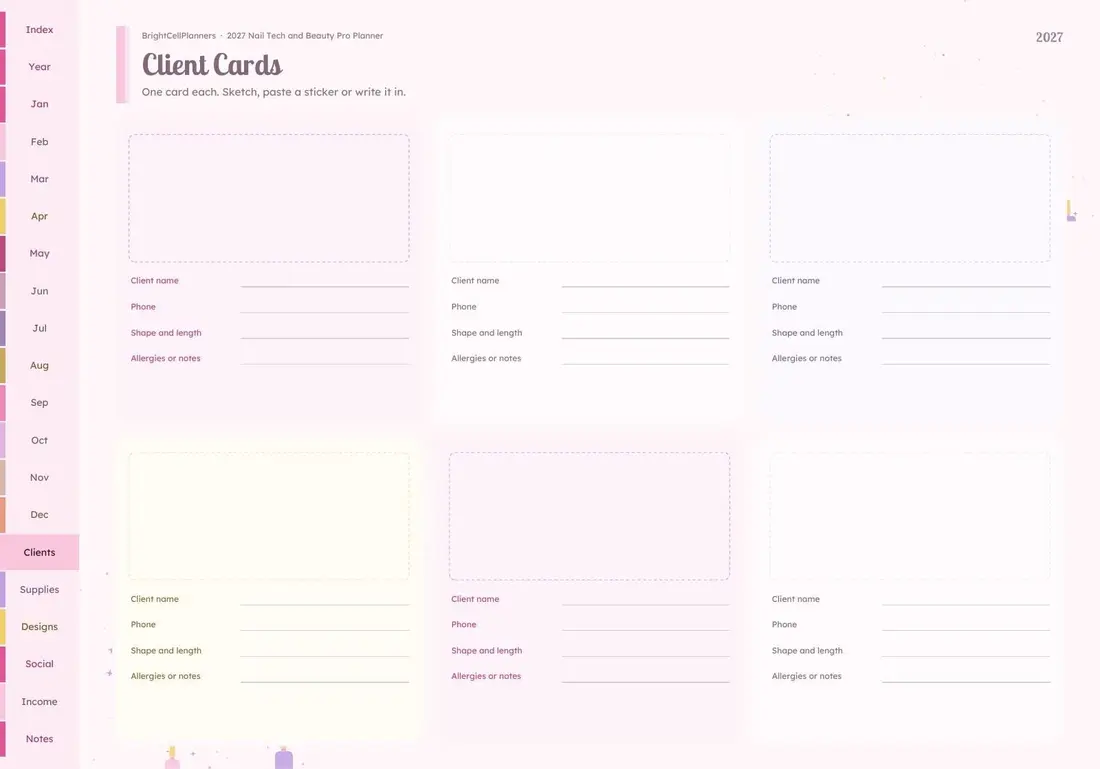 Index
Year
Jan
Feb
Mar
Apr
May
Jun
Jul
Aug
Sep
Oct
Nov
Dec
Clients
Supplies
Designs
Social
Income
Notes
BrightCellPlanners · 2027 Nail Tech and Beauty Pro Planner
2027
Client Cards
One card each. Sketch, paste a sticker or write it in.
Client name
Phone
Shape and length
Allergies or notes
Client name
Phone
Shape and length
Allergies or notes
Client name
Phone
Shape and length
Allergies or notes
Client name
Phone
Shape and length
Allergies or notes
Client name
Phone
Shape and length
Allergies or notes
Client name
Phone
Shape and length
Allergies or notes